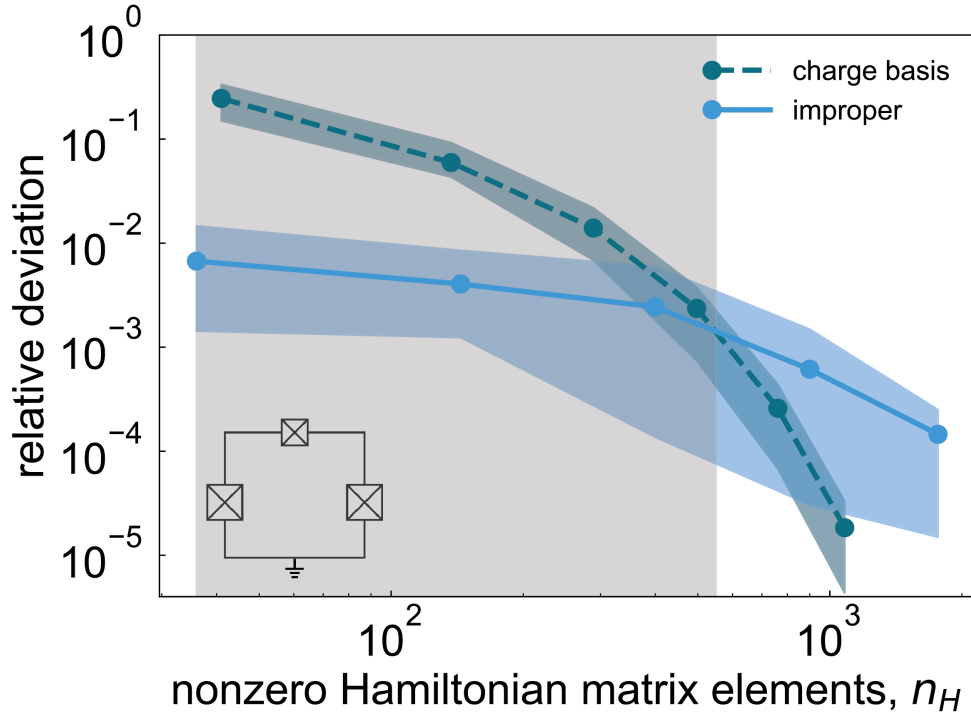 10^0
10^−1
10^−2
10^−3
10^−4
10^−5
relative deviation
charge basis
improper
10^2
10^3
nonzero Hamiltonian matrix elements, n_H